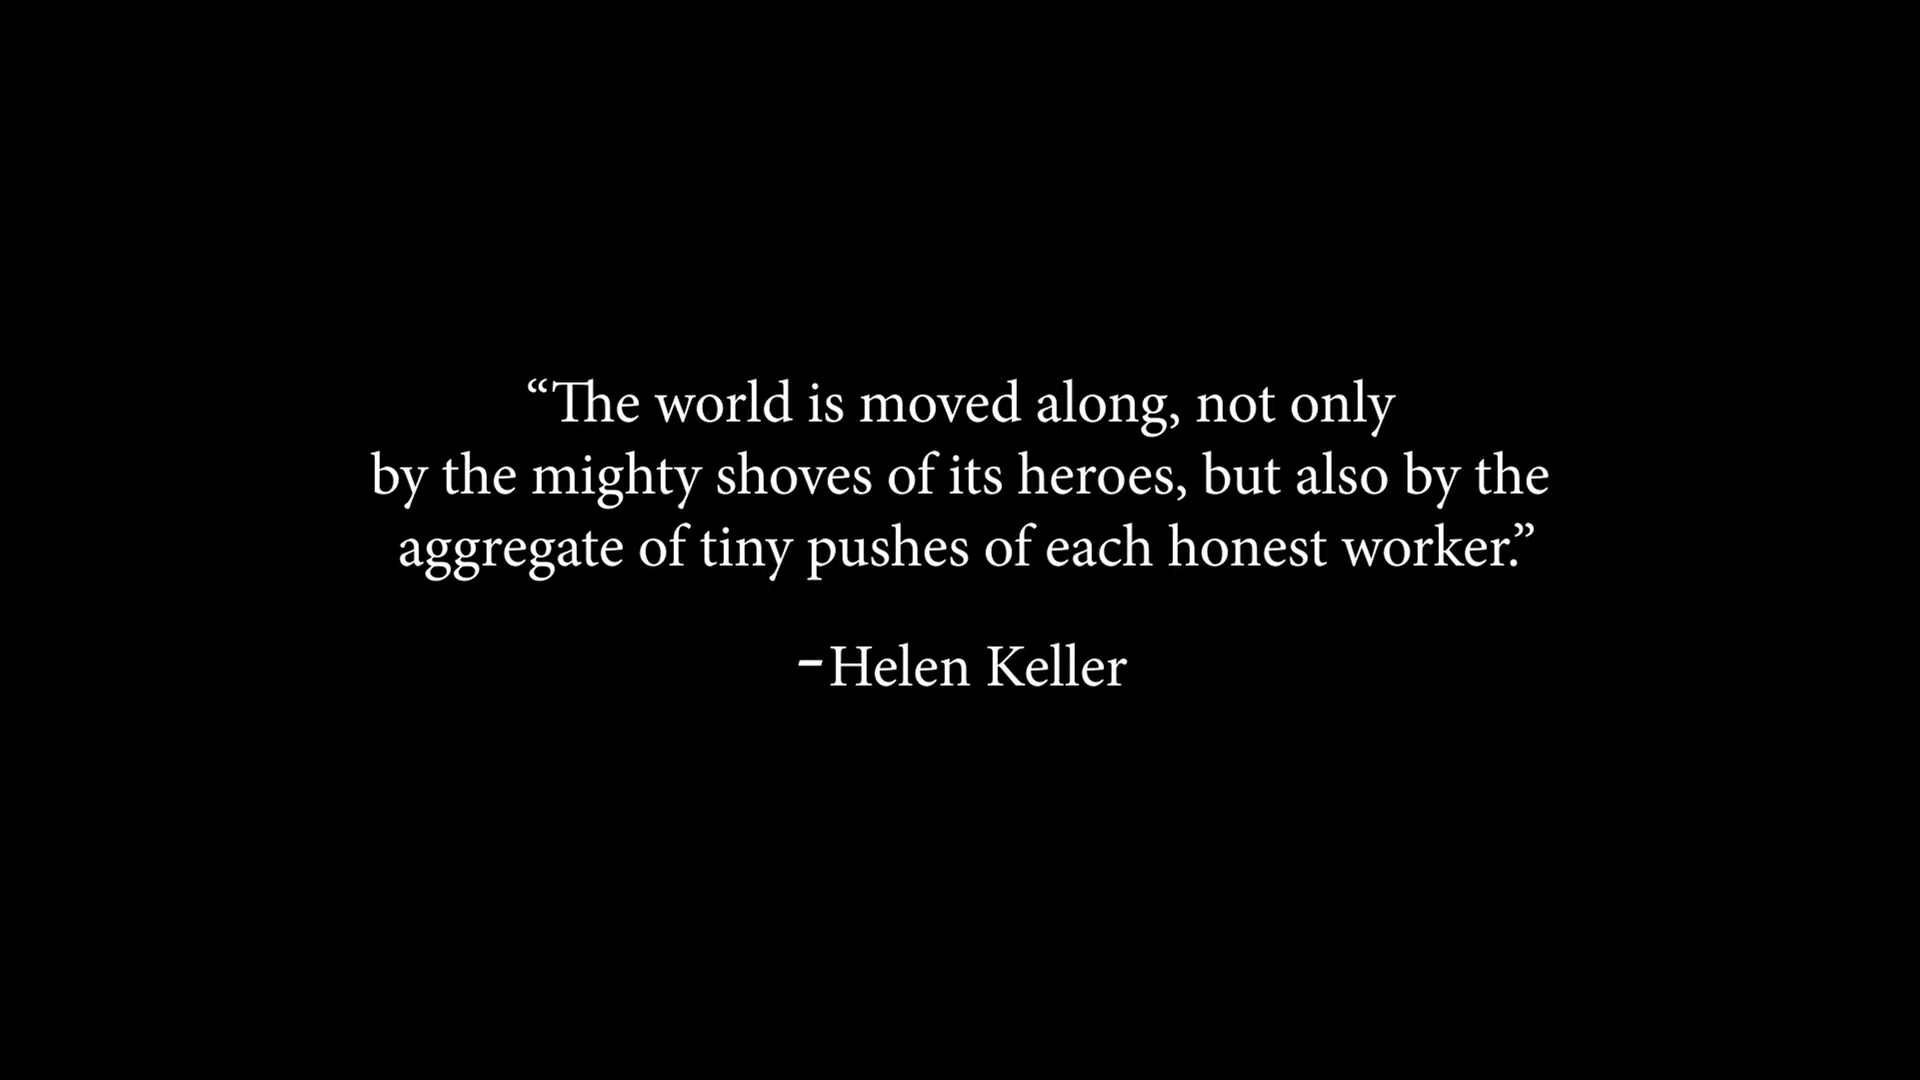 “The world is moved along, not only
by the mighty shoves of its heroes, but also by the
aggregate of tiny pushes of each honest worker.”
-Helen Keller